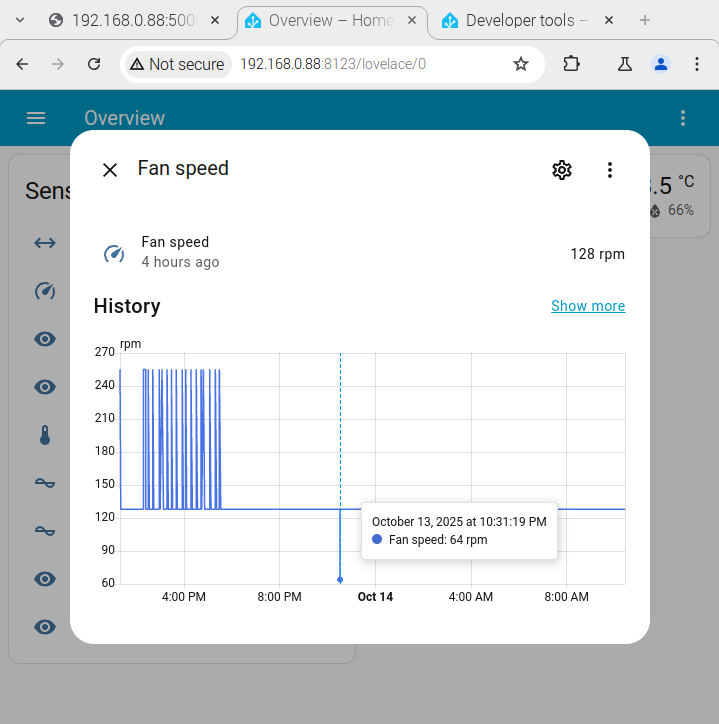 192.168.0.88:500
Overview – Home
Developer tools –
Not secure
192.168.0.88:8123/lovelace/0
Overview
Fan speed
Sens
.5 °C
66%
Fan speed
4 hours ago
128 rpm
History
Show more
rpm
270
240
210
180
150
120
90
60
October 13, 2025 at 10:31:19 PM
Fan speed: 64 rpm
4:00 PM
8:00 PM
Oct 14
4:00 AM
8:00 AM